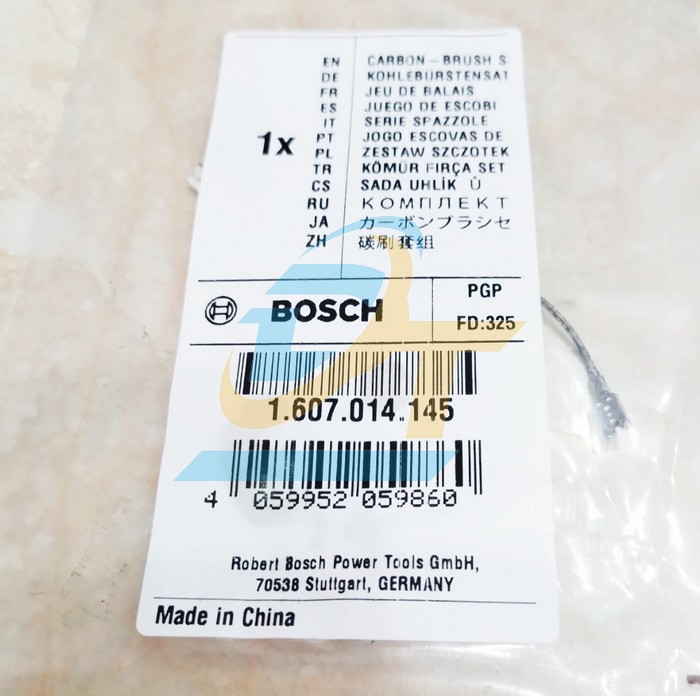 1x
EN CARBON-BRUSH S
DE KOHLEBÜRSTENSAT
FR JEU DE BALAIS
ES JUEGO DE ESCOBI
IT SERIE SPAZZOLE
PT JOGO ESCOVAS DE
PL ZESTAW SZCZOTEK
TR KÖMÜR FIRÇA SET
CS SADA UHLÍK Ů
RU КОМПЛЕКТ
JA カーボンブラシセ
ZH 碳刷套组
BOSCH
PGP
FD:325
1.607.014.145
4 059952 059860
Robert Bosch Power Tools GmbH,
70538 Stuttgart, GERMANY
Made in China